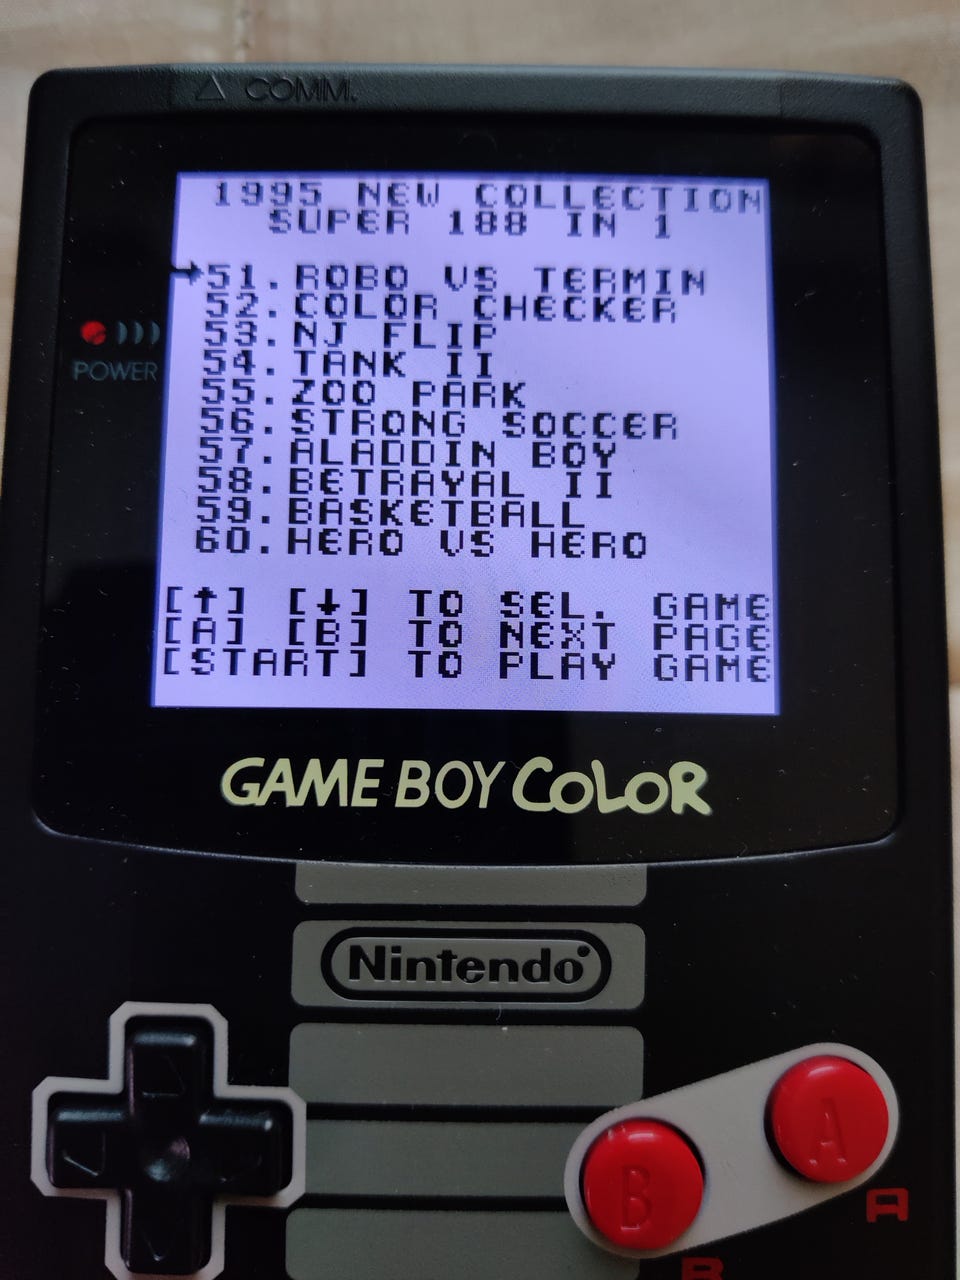 △ COMM.
1995 NEW COLLECTION
SUPER 188 IN 1
→51.ROBO VS TERMIN
52.COLOR CHECKER
53.NJ FLIP
54.TANK II
55.ZOO PARK
56.STRONG SOCCER
57.ALADDIN BOY
58.BETRAYAL II
59.BASKETBALL
60.HERO VS HERO
[↑] [↓] TO SEL. GAME
[A] [B] TO NEXT PAGE
[START] TO PLAY GAME
POWER
GAME BOY COLOR
Nintendo
A
B
A
B